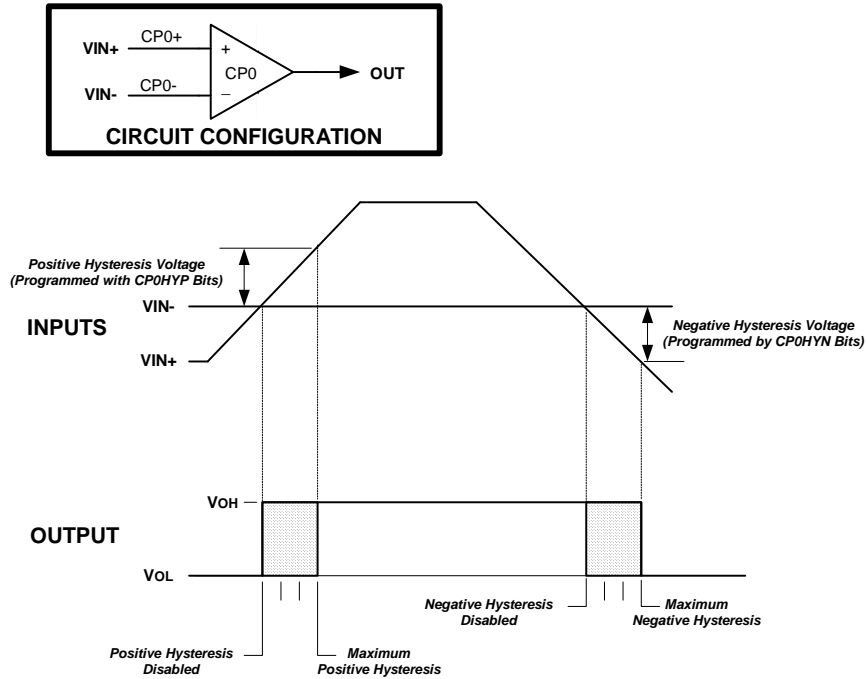 VIN+
CP0+
+
CP0
OUT
VIN-
CP0-
_
CIRCUIT CONFIGURATION
Positive Hysteresis Voltage
(Programmed with CP0HYP Bits)
VIN-
INPUTS
Negative Hysteresis Voltage
(Programmed by CP0HYN Bits)
VIN+
VOH
OUTPUT
VOL
Negative Hysteresis
Disabled
Maximum
Negative Hysteresis
Positive Hysteresis
Disabled
Maximum
Positive Hysteresis